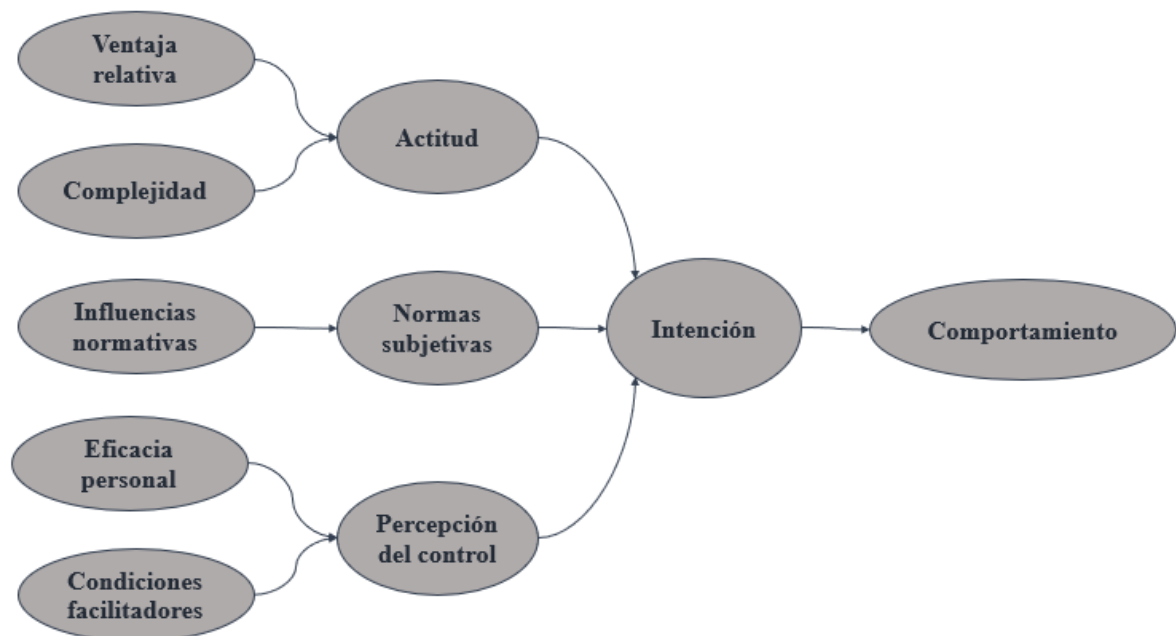 Ventaja
relativa
Complejidad
Actitud
Influencias
normativas
Normas
subjetivas
Intención
Comportamiento
Eficacia
personal
Percepción
del control
Condiciones
facilitadores